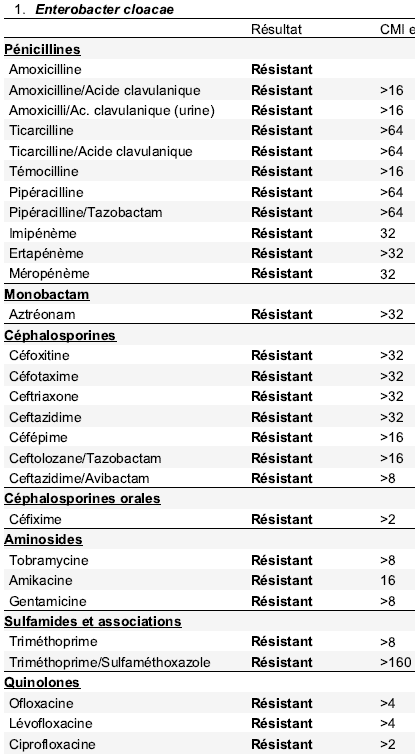 1. Enterobacter cloacae
Résultat CMI e
Pénicillines
Amoxicilline Résistant
Amoxicilline/Acide clavulanique Résistant >16
Amoxicilli/Ac. clavulanique (urine) Résistant >16
Ticarcilline Résistant >64
Ticarcilline/Acide clavulanique Résistant >64
Témocilline Résistant >16
Pipéracilline Résistant >64
Pipéracilline/Tazobactam Résistant >64
Imipénème Résistant 32
Ertapénème Résistant >32
Méropénème Résistant 32
Monobactam
Aztréonam Résistant >32
Céphalosporines
Céfoxitine Résistant >32
Céfotaxime Résistant >32
Ceftriaxone Résistant >32
Ceftazidime Résistant >32
Céfépime Résistant >16
Ceftolozane/Tazobactam Résistant >16
Ceftazidime/Avibactam Résistant >8
Céphalosporines orales
Céfixime Résistant >2
Aminosides
Tobramycine Résistant >8
Amikacine Résistant 16
Gentamicine Résistant >8
Sulfamides et associations
Triméthoprime Résistant >8
Triméthoprime/Sulfaméthoxazole Résistant >160
Quinolones
Ofloxacine Résistant >4
Lévofloxacine Résistant >4
Ciprofloxacine Résistant >2